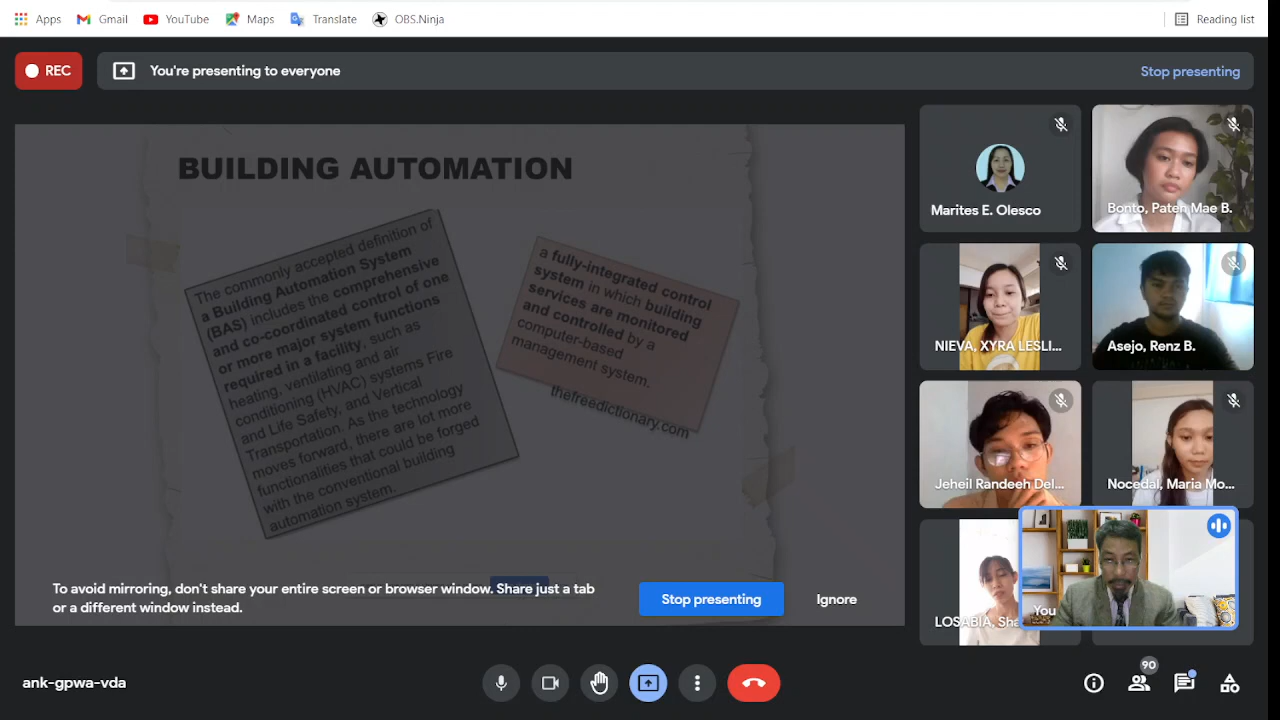 Apps
Gmail
YouTube
Maps
Translate
OBS.Ninja
Reading list
REC
You're presenting to everyone
Stop presenting
BUILDING AUTOMATION
The commonly accepted definition of
a Building Automation System
(BAS) includes the comprehensive
and co-coordinated control of one
or more major system functions
required in a facility, such as
heating, ventilating and air
conditioning (HVAC) systems Fire
and Life Safety, and Vertical
Transportation. As the technology
moves forward, there are lot more
functionalities that could be forged
with the conventional building
automation system.
a fully-integrated control
system in which building
services are monitored
and controlled by a
computer-based
management system.
thefreedictionary.com
To avoid mirroring, don't share your entire screen or browser window. Share just a tab
or a different window instead.
Stop presenting
Ignore
Marites E. Olesco
Bonto, Paten Mae B.
NIEVA, XYRA LESLI...
Asejo, Renz B.
Jeheil Randeeh Del...
Nocedal, Maria Mo...
LOSABIA, Sha
You
ank-gpwa-vda
90